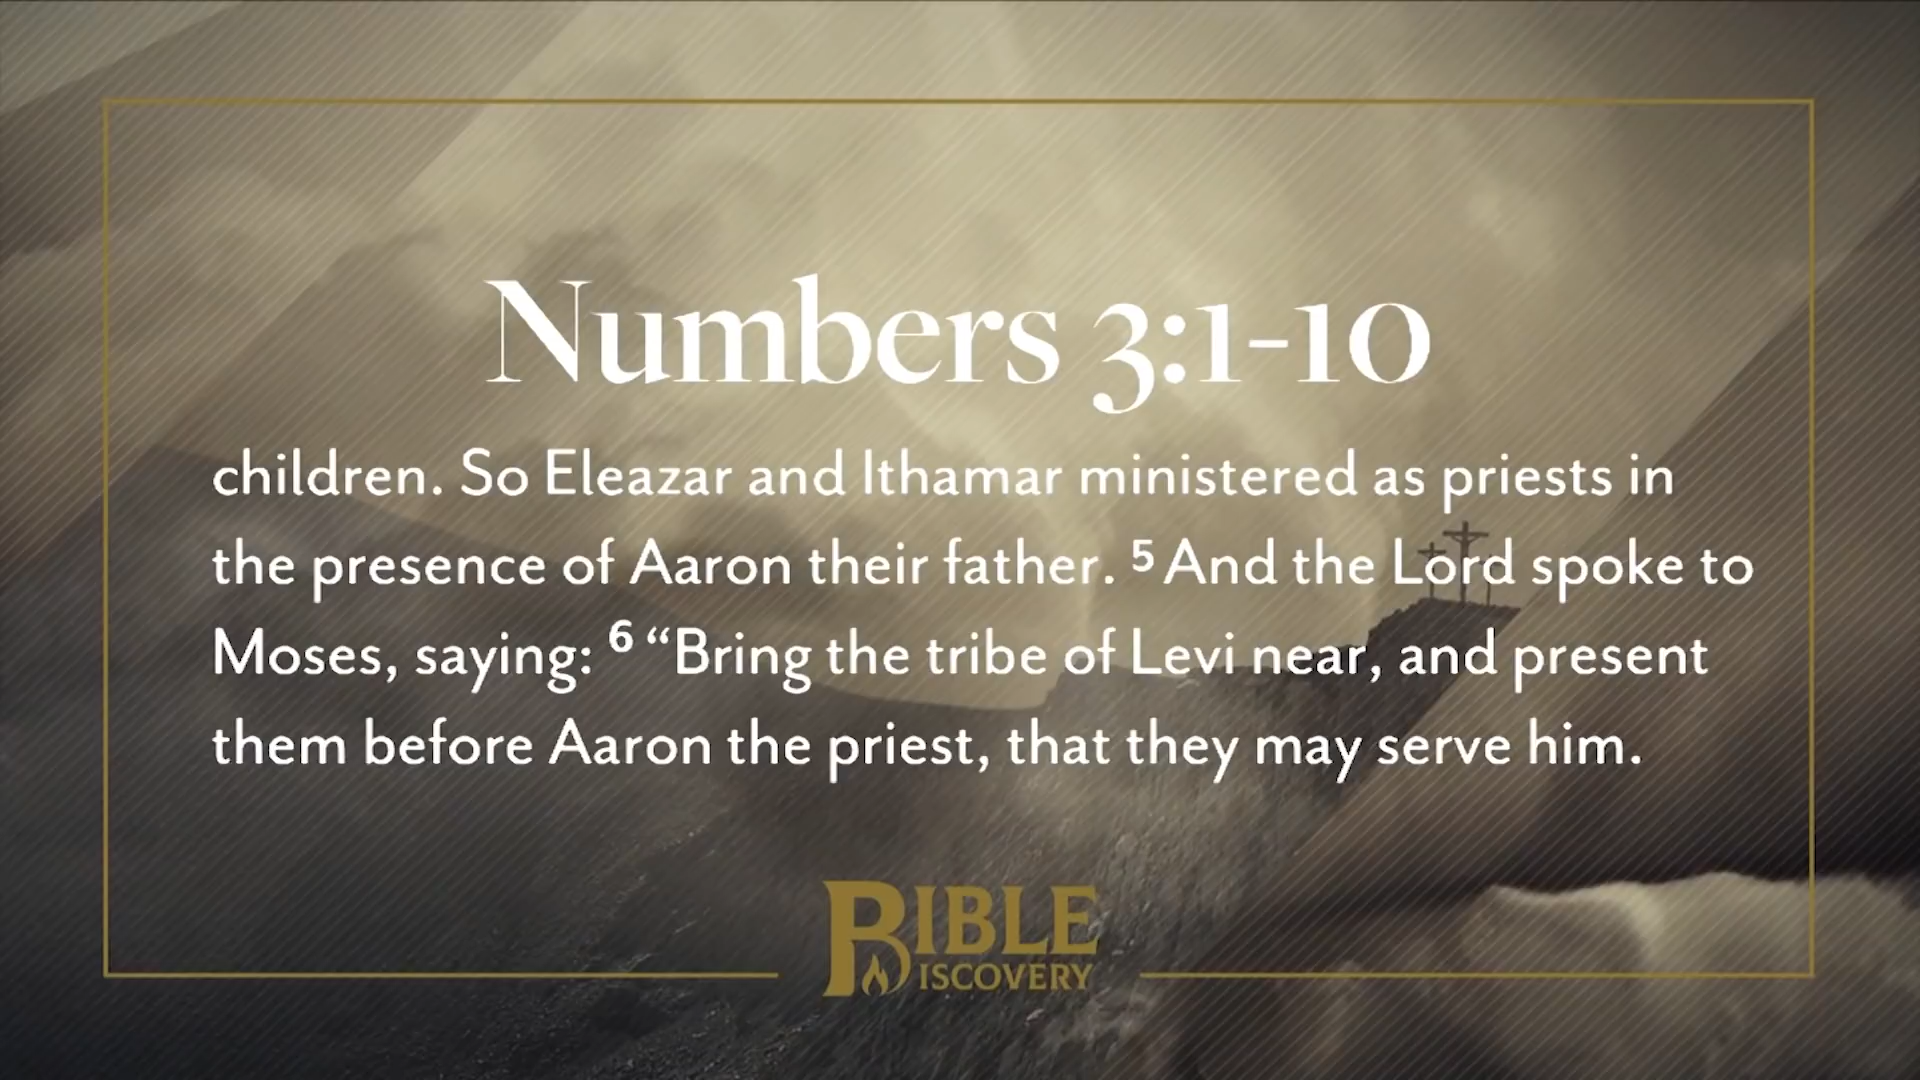 Numbers 3:1-10
children. So Eleazar and Ithamar ministered as priests in
the presence of Aaron their father. 5 And the Lord spoke to
Moses, saying: 6 “Bring the tribe of Levi near, and present
them before Aaron the priest, that they may serve him.
BIBLE
DISCOVERY